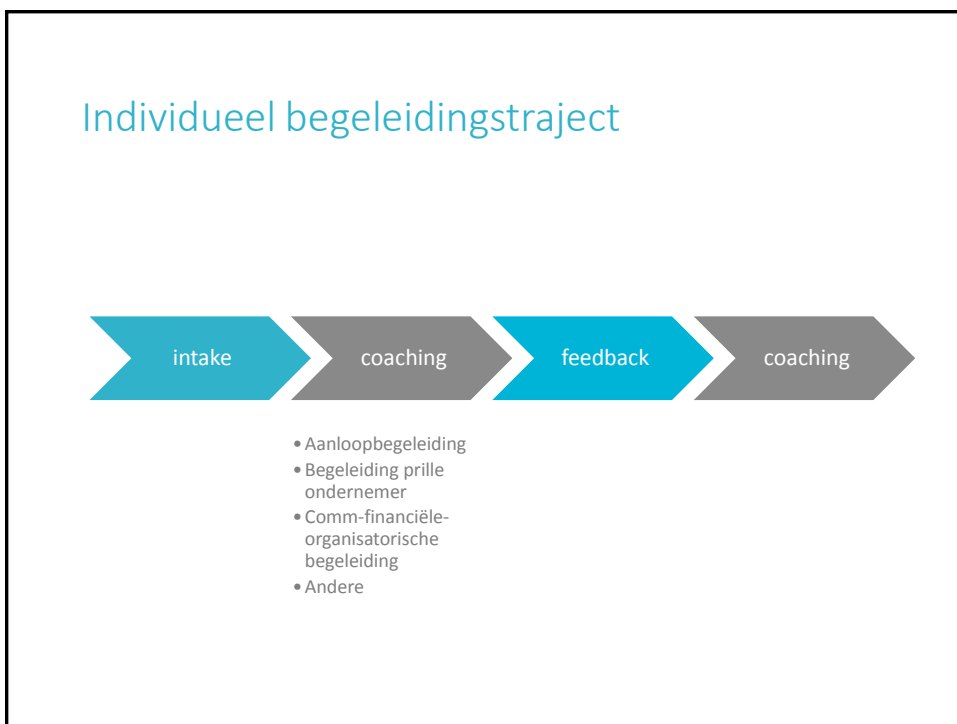 Individueel begeleidingstraject
intake
coaching
feedback
coaching
• Aanloopbegeleiding
• Begeleiding prille
ondernemer
• Comm-financiële-
organisatorische
begeleiding
• Andere